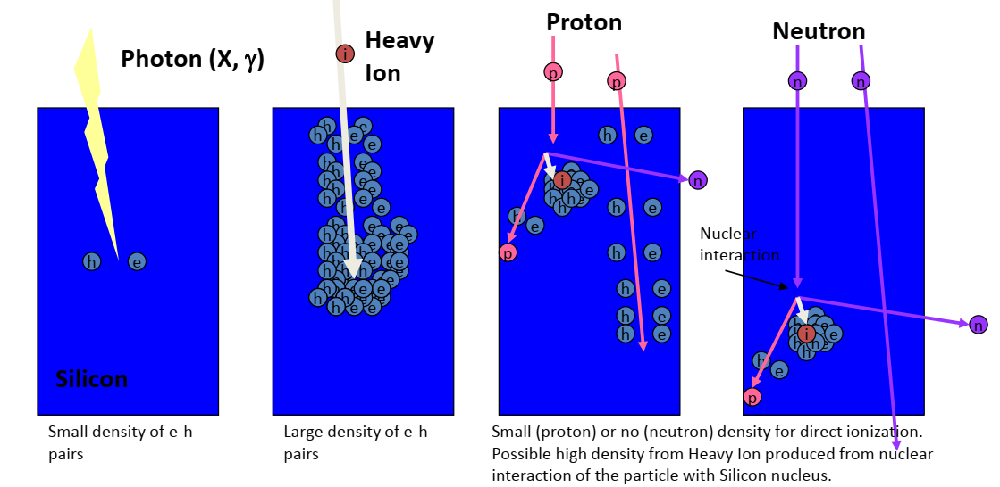 Photon (X, γ)
Heavy
Ion
Proton
Neutron
i
p
p
n
n
h e
Silicon
h h e
h e e
h e
h h e e
h e
h h e e
h e
h e e
h h e e
h e e
h h e e e
h h e e
h h e e
h h e e e
h h e e
h e e
h e
h e
h e
h e
h e
h e
i
h e
h h e
h
n
h
e
p
Nuclear
interaction
h e
i e
h h e
h
n
h
e
p
Small density of e-h
pairs
Large density of e-h
pairs
Small (proton) or no (neutron) density for direct ionization.
Possible high density from Heavy Ion produced from nuclear
interaction of the particle with Silicon nucleus.